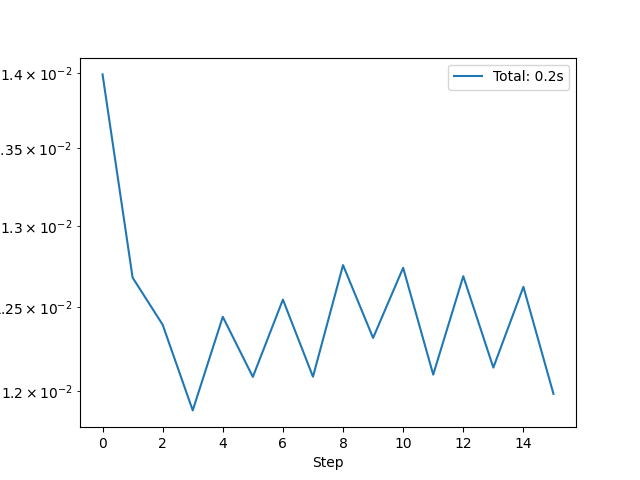 1.4 × 10⁻²
.35 × 10⁻²
1.3 × 10⁻²
.25 × 10⁻²
1.2 × 10⁻²
Total: 0.2s
0 2 4 6 8 10 12 14
Step